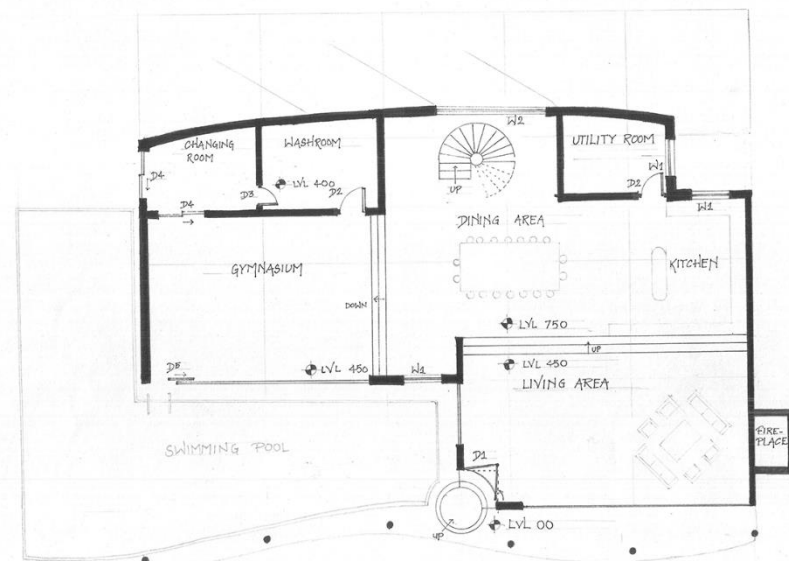 W2
CHANGING
ROOM
WASHROOM
UTILITY ROOM
W1
D4
D3
LVL 400
D2
UP
D2
D4
W1
DINING AREA
GYMNASIUM
KITCHEN
DOWN
LVL 750
UP
D5
LVL 450
W1
LVL 450
LIVING AREA
FIRE-
PLACE
SWIMMING POOL
D1
LVL 00
UP